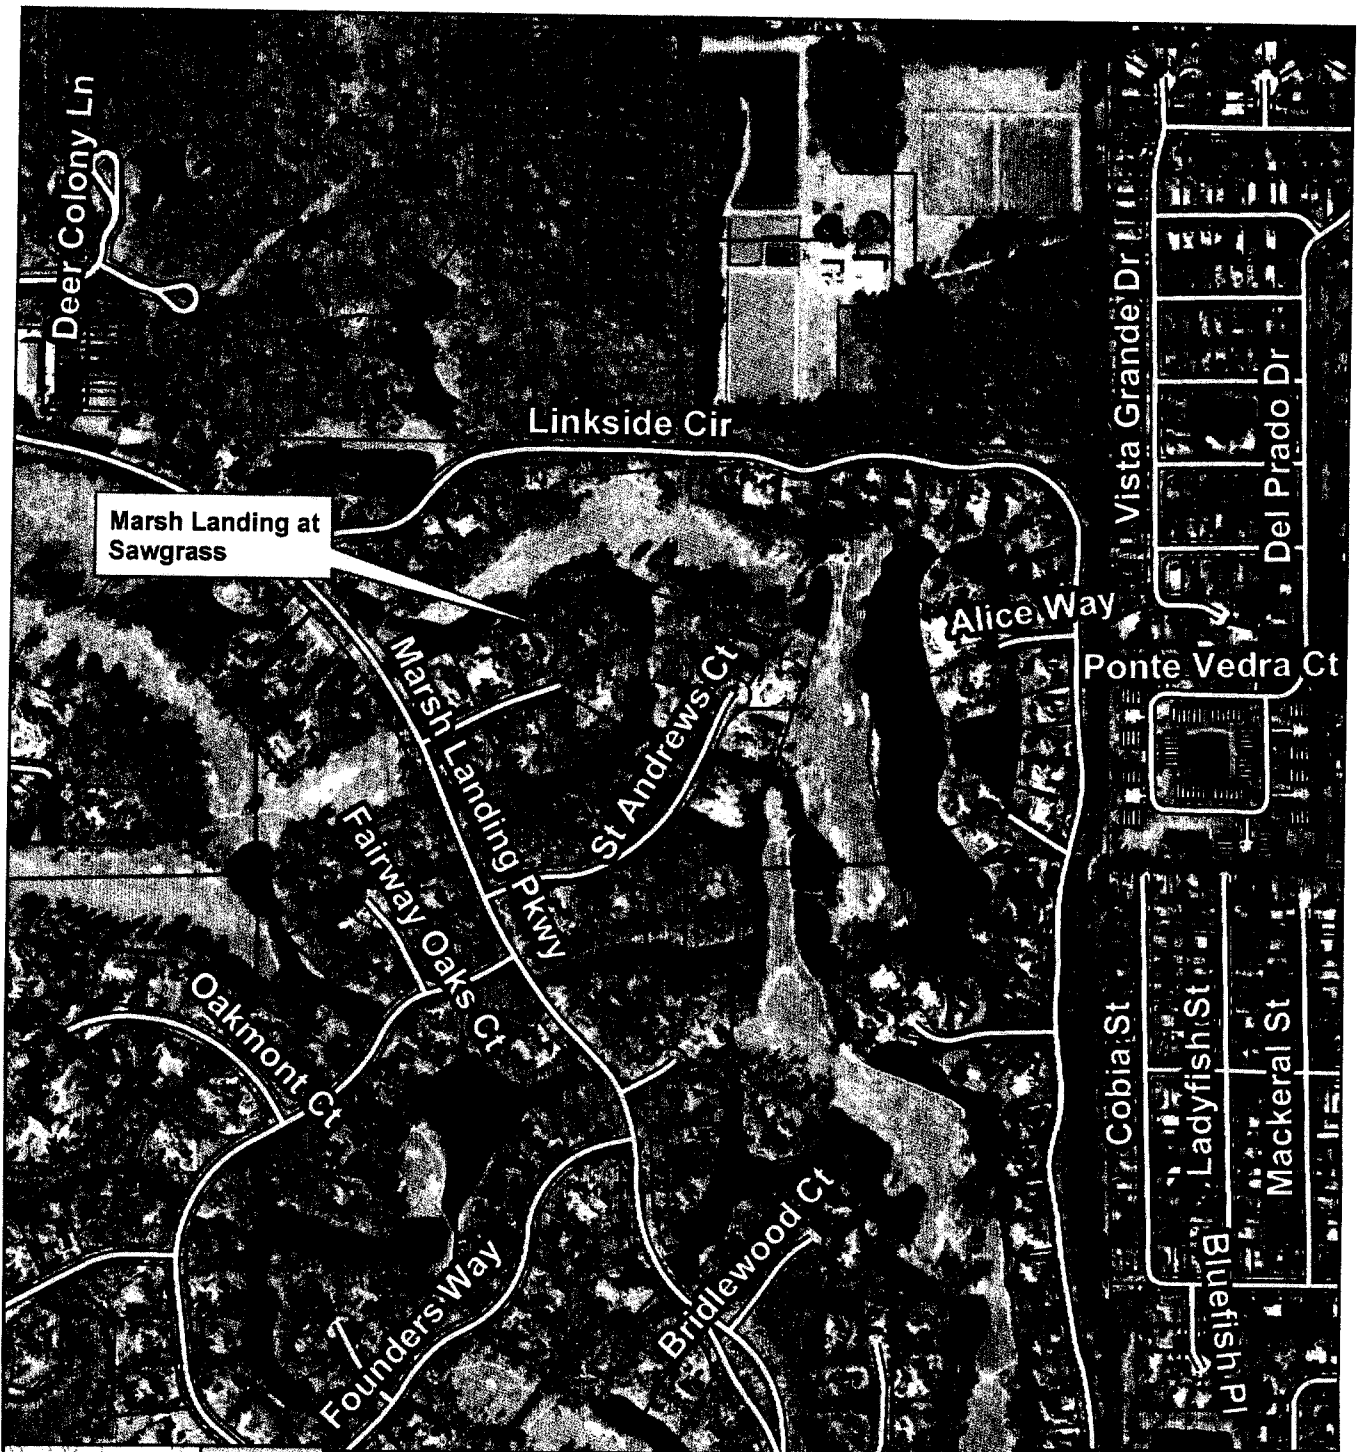 Deer Colony Ln
Vista Grande Dr
Del Prado Dr
Linkside Cir
Marsh Landing at
Sawgrass
Alice Way
Ponte Vedra Ct
Marsh Landing Pkwy
St Andrews Ct
Fairway Oaks Ct
Oakmont Ct
Cobia St
Ladyfish St
Mackeral St
Bridlewood Ct
Founders Way
Bluefish Pl